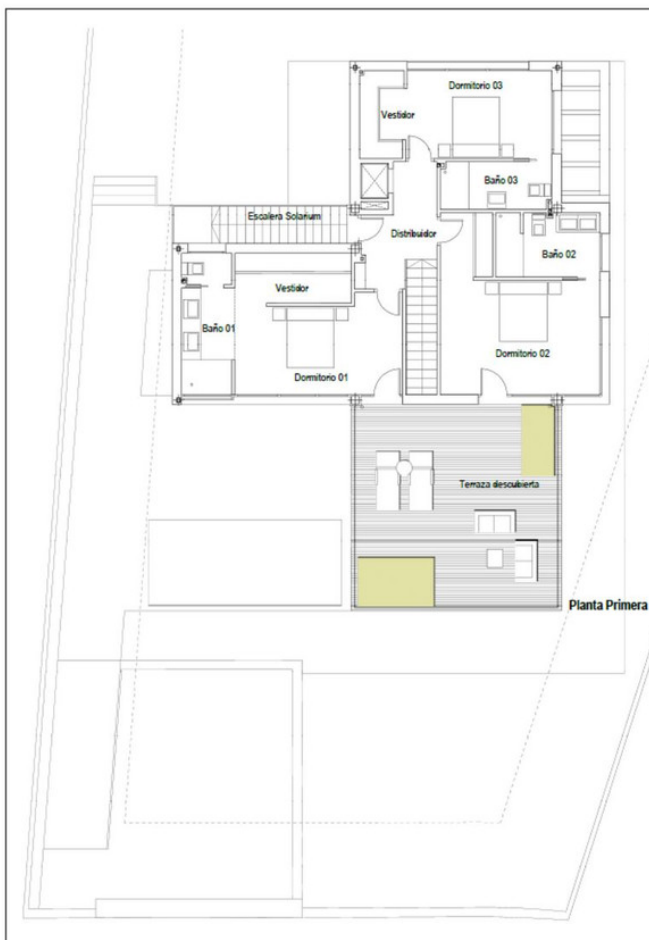 Dormitorio 03
Vestidor
Baño 03
Escalera Solarium
Distribuidor
Baño 02
Vestidor
Baño 01
Dormitorio 02
Dormitorio 01
Terraza descubierta
Planta Primera